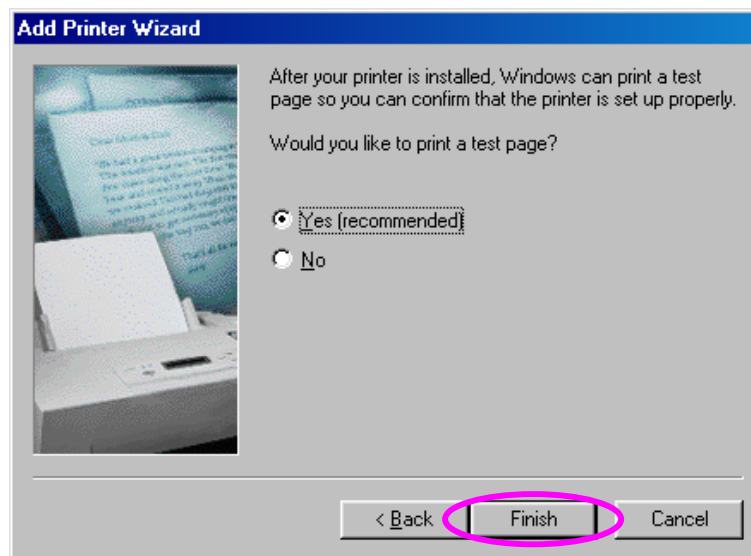 Add Printer Wizard
After your printer is installed, Windows can print a test
page so you can confirm that the printer is set up properly.
Would you like to print a test page?
Yes (recommended)
No
< Back
Finish
Cancel